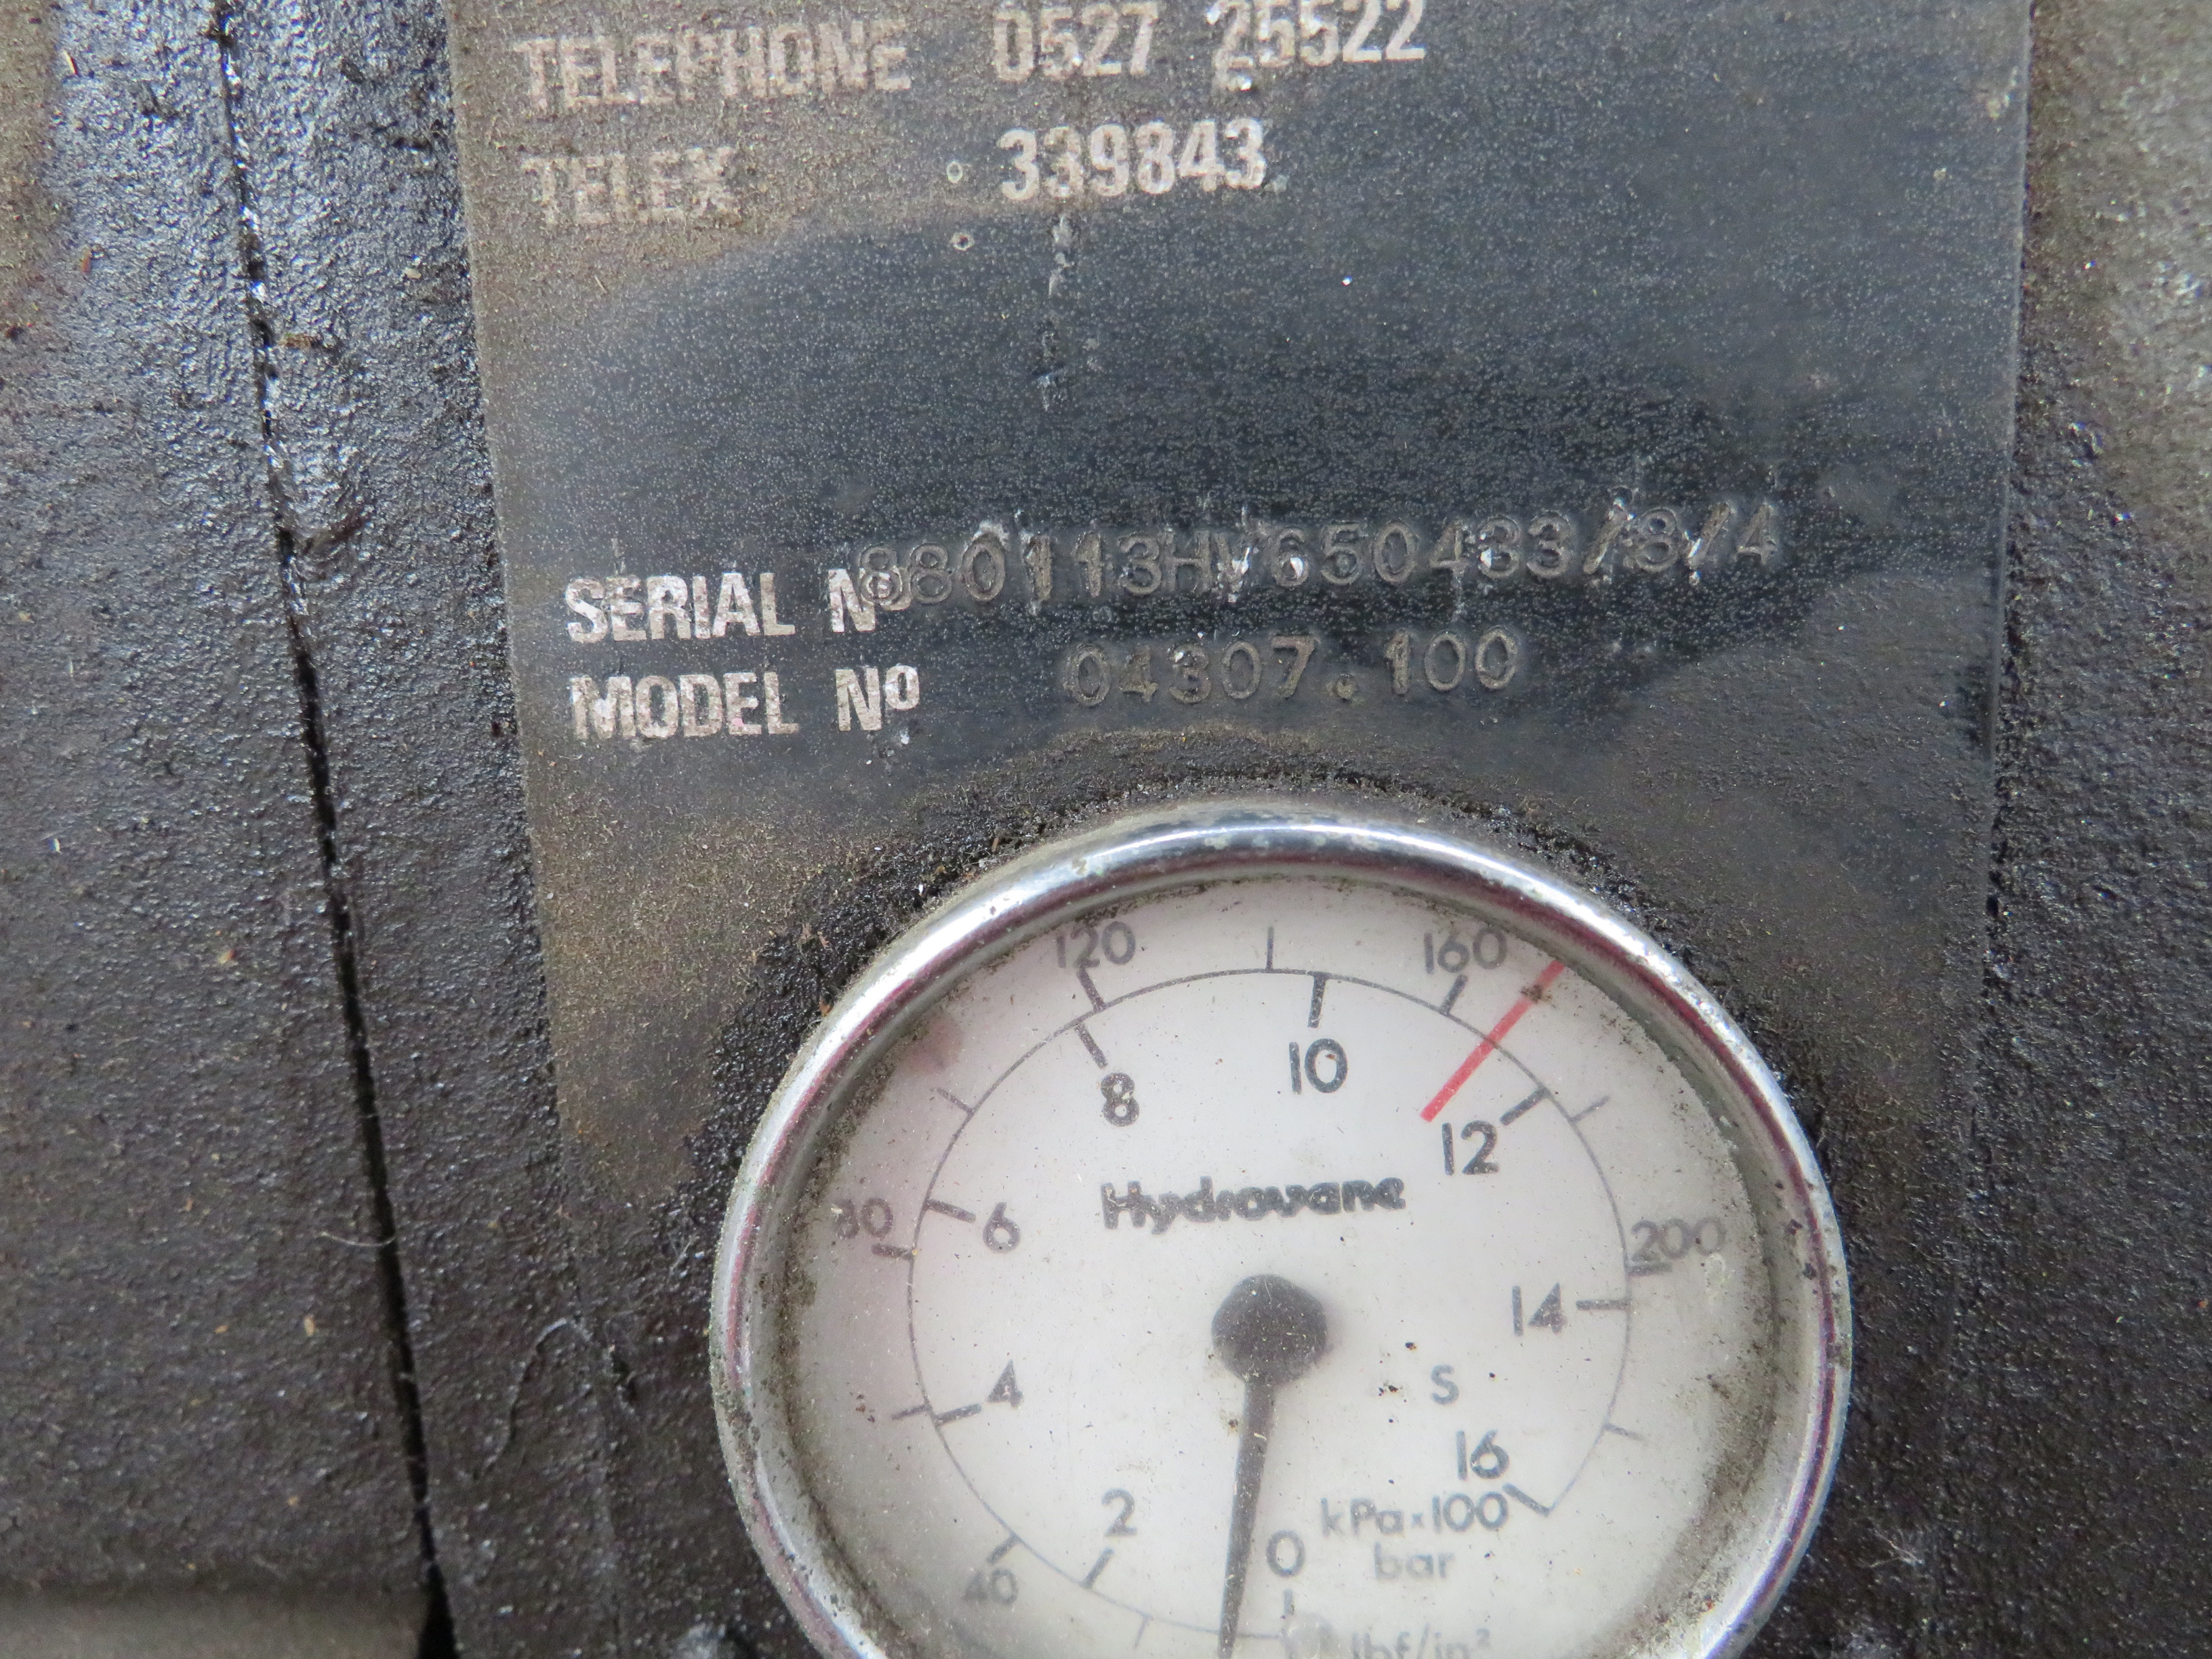 TELEPHONE 0527 25522
TELEX 339843
SERIAL Nº 880113HV650433/8/4
MODEL Nº 04307.100
120 160
8 10 12
Hydrovane
80 6 200
14
4 S
16
2 kPa×100
40 0 bar
lbf/in²